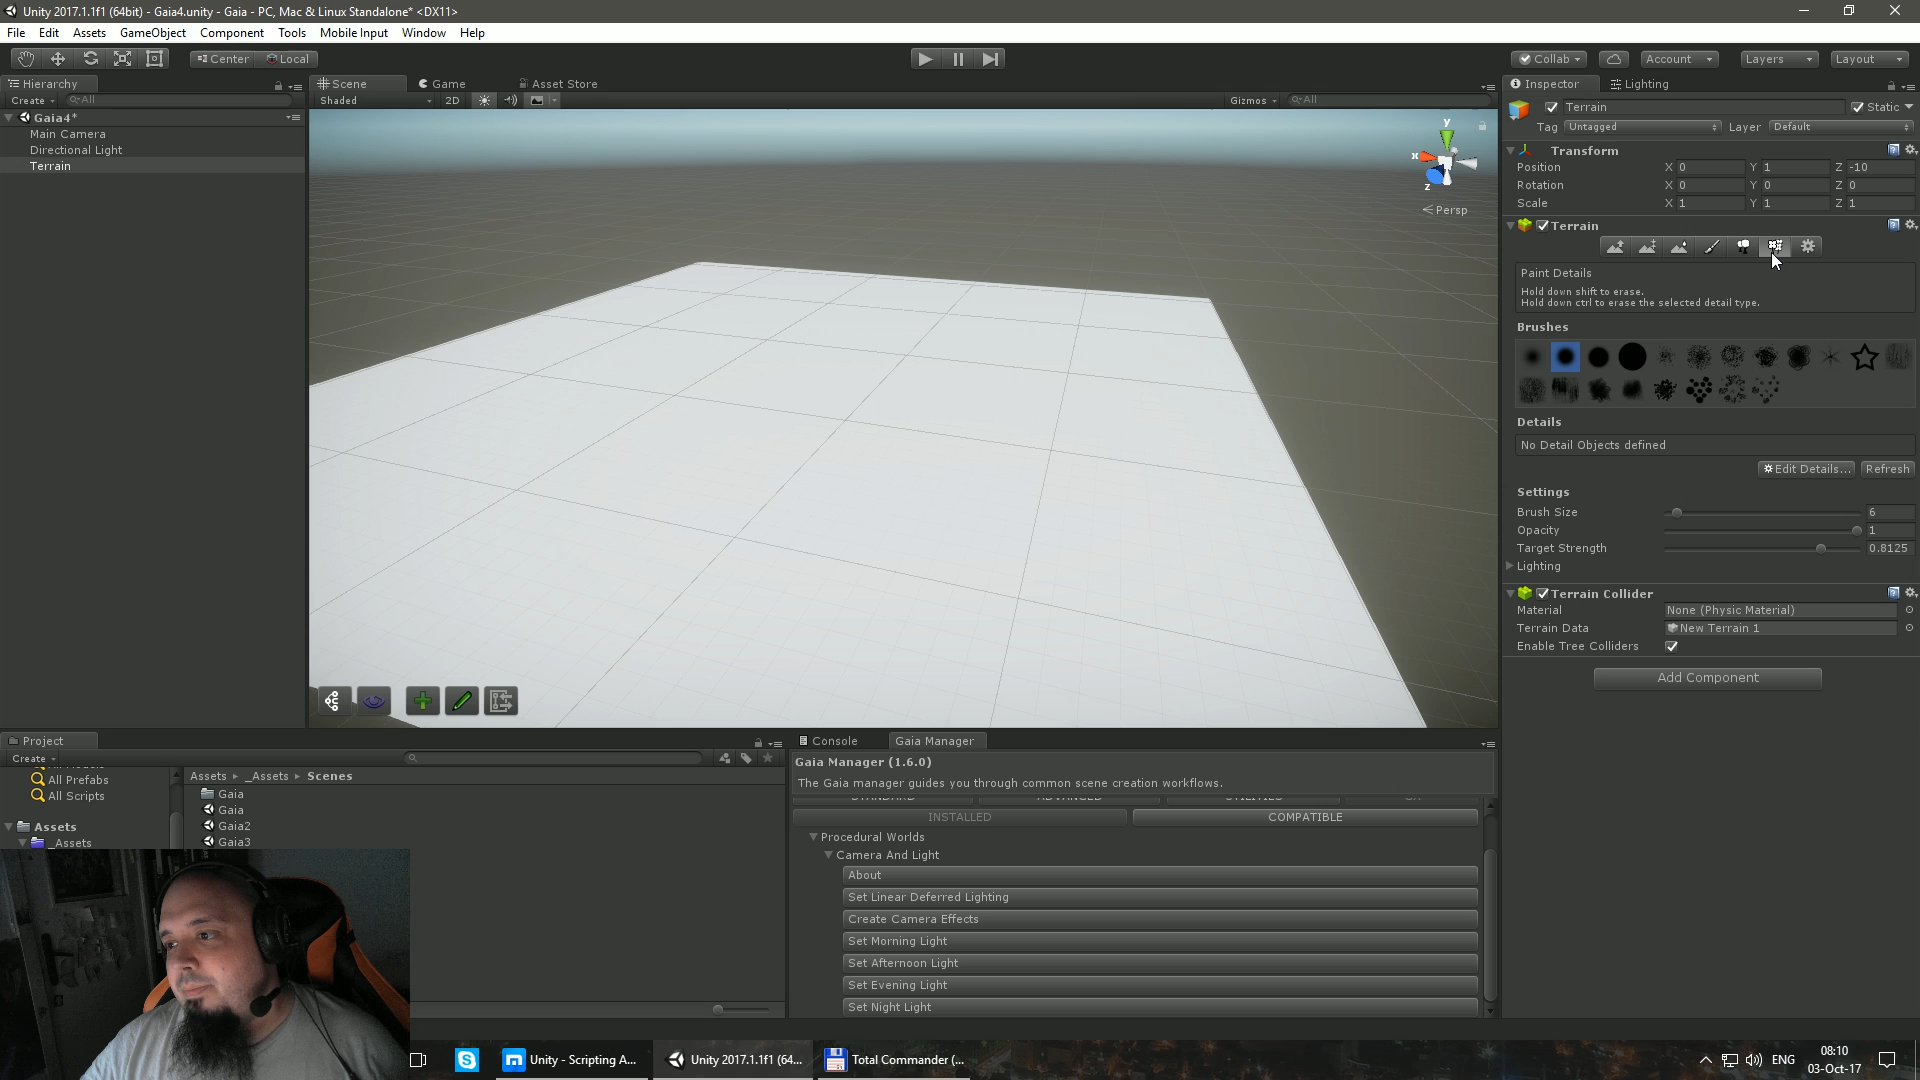 Unity 2017.1.1f1 (64bit) - Gaia4.unity - Gaia - PC, Mac & Linux Standalone* <DX11>
File Edit Assets GameObject Component Tools Mobile Input Window Help
Center Local Collab Account Layers Layout
Hierarchy
Create All
Gaia4*
Main Camera
Directional Light
Terrain
Scene Game Asset Store
Shaded 2D Gizmos All
y
x
z
Persp
Inspector Lighting
Terrain Static
Tag Untagged Layer Default
Transform
Position X 0 Y 1 Z -10
Rotation X 0 Y 0 Z 0
Scale X 1 Y 1 Z 1
Terrain
Paint Details
Hold down shift to erase.
Hold down ctrl to erase the selected detail type.
Brushes
Details
No Detail Objects defined
Edit Details... Refresh
Settings
Brush Size 6
Opacity 1
Target Strength 0.8125
Lighting
Terrain Collider
Material None (Physic Material)
Terrain Data New Terrain 1
Enable Tree Colliders
Add Component
Project
Create
All Prefabs
All Scripts
Assets
_Assets
Assets _Assets Scenes
Gaia
Gaia
Gaia2
Gaia3
Console Gaia Manager
Gaia Manager (1.6.0)
The Gaia manager guides you through common scene creation workflows.
INSTALLED COMPATIBLE
Procedural Worlds
Camera And Light
About
Set Linear Deferred Lighting
Create Camera Effects
Set Morning Light
Set Afternoon Light
Set Evening Light
Set Night Light
Unity - Scripting A... Unity 2017.1.1f1 (64... Total Commander (... ENG
08:10
03-Oct-17